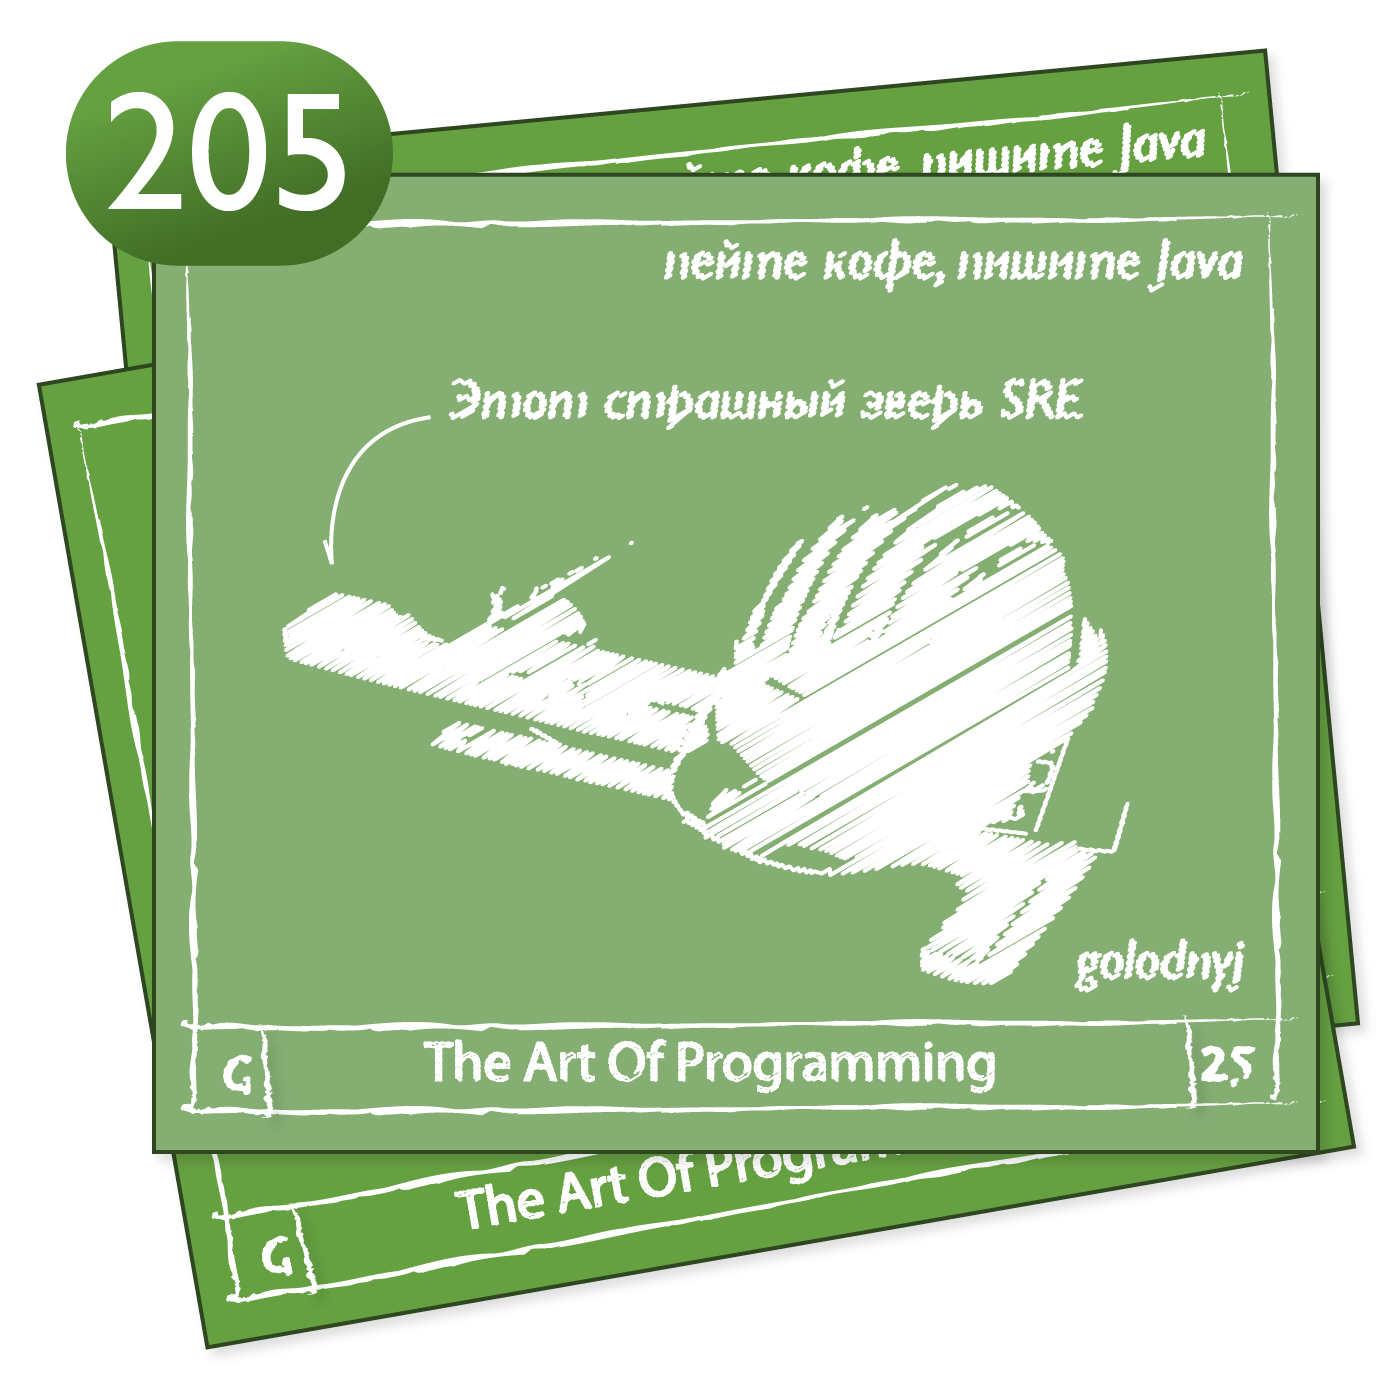 205
йте кофе, пишите Java
пейте кофе, пишите Java
Этот страшный зверь SRE
golodnyj
G
The Art Of Programming
25
The Art Of Program
G